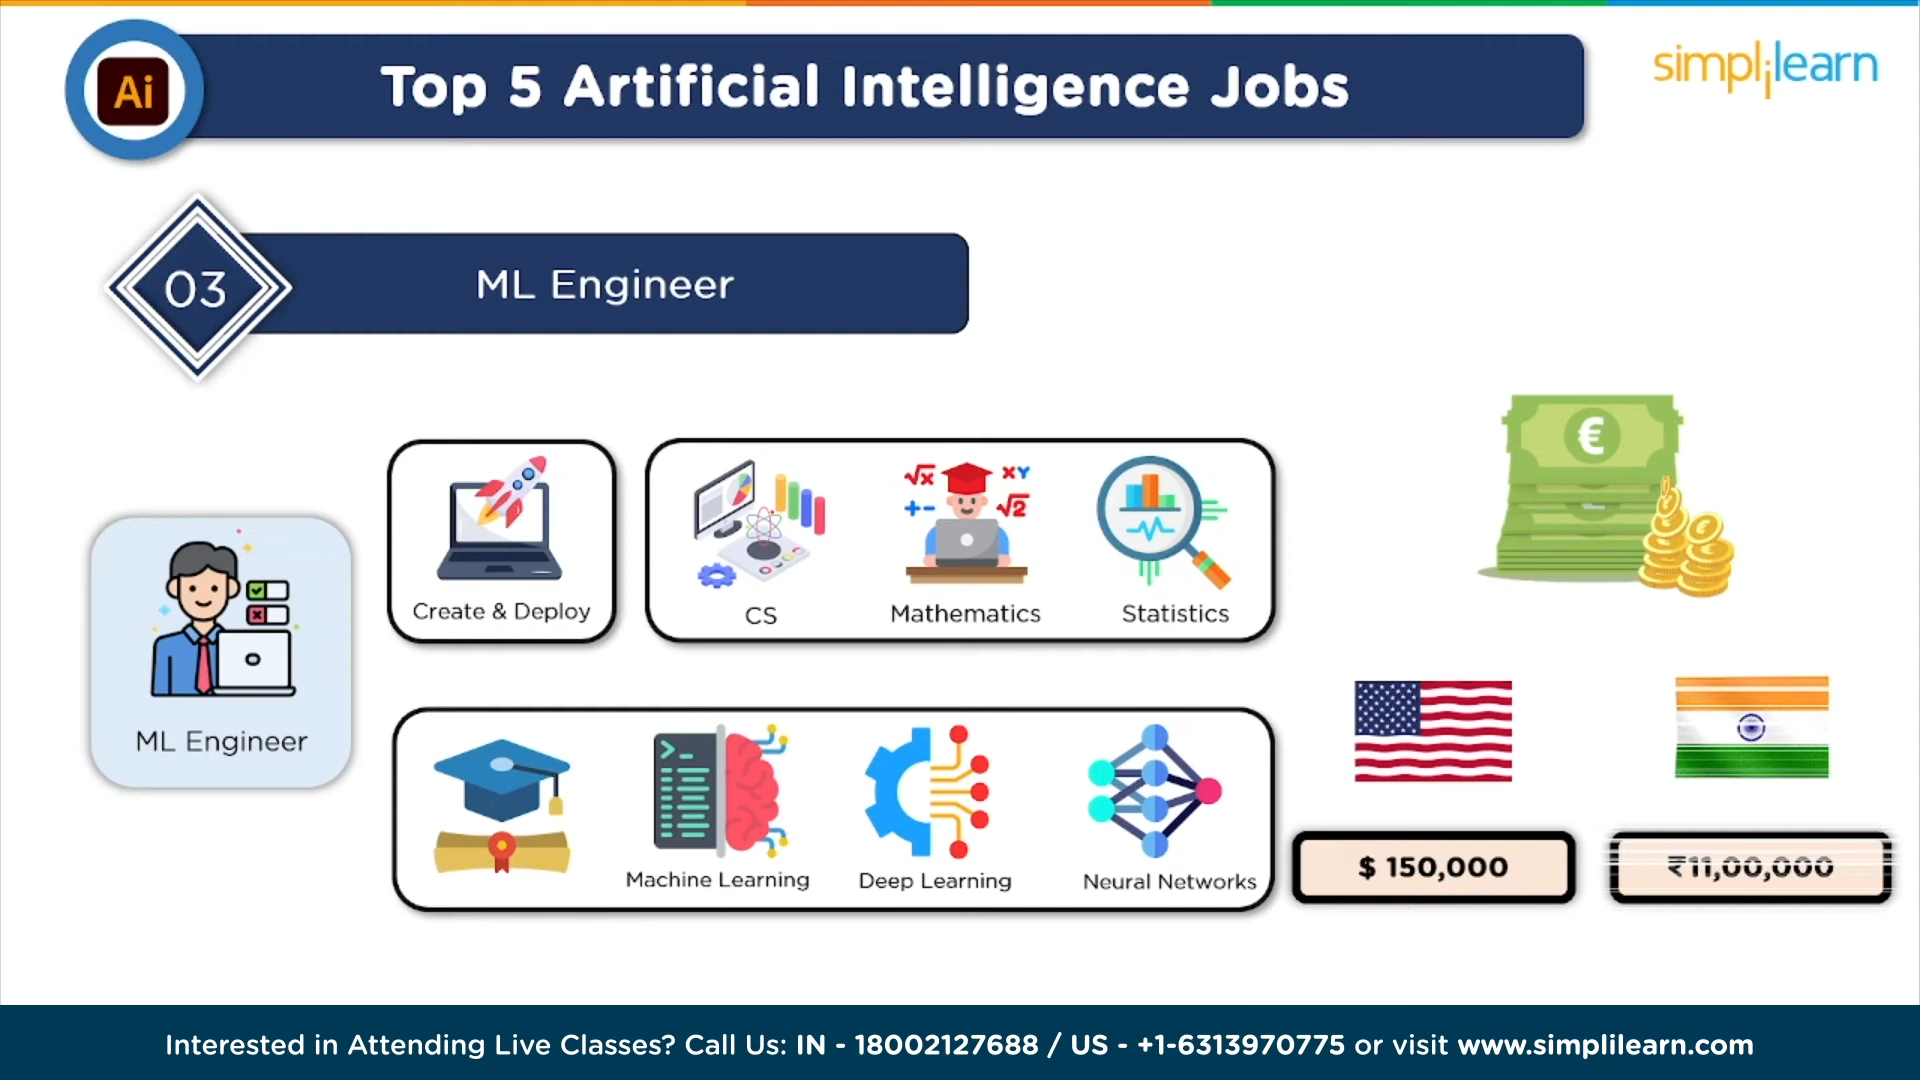 Ai
Top 5 Artificial Intelligence Jobs
simplilearn
03
ML Engineer
Create & Deploy
CS
Mathematics
Statistics
ML Engineer
Machine Learning
Deep Learning
Neural Networks
$ 150,000
₹11,00,000
Interested in Attending Live Classes? Call Us: IN - 18002127688 / US - +1-6313970775 or visit www.simplilearn.com